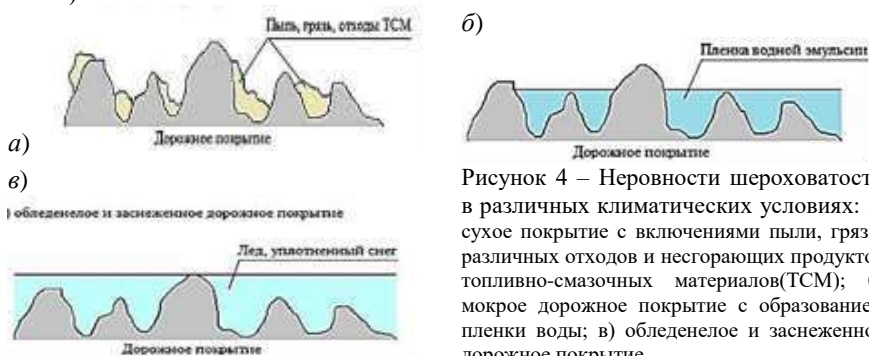 Пыль, грязь, отходы ТСМ
Дорожное покрытие
а)
б)
Пленка водной эмульсии
Дорожное покрытие
в)
) обледенелое и заснеженное дорожное покрытие
Лед, уплотненный снег
Дорожное покрытие
Рисунок 4 – Неровности шероховатост
в различных климатических условиях:
сухое покрытие с включениями пыли, гряз
различных отходов и несгорающих продукто
топливно-смазочных материалов(ТСМ);
мокрое дорожное покрытие с образование
пленки воды; в) обледенелое и заснеженно
дорожное покрытие